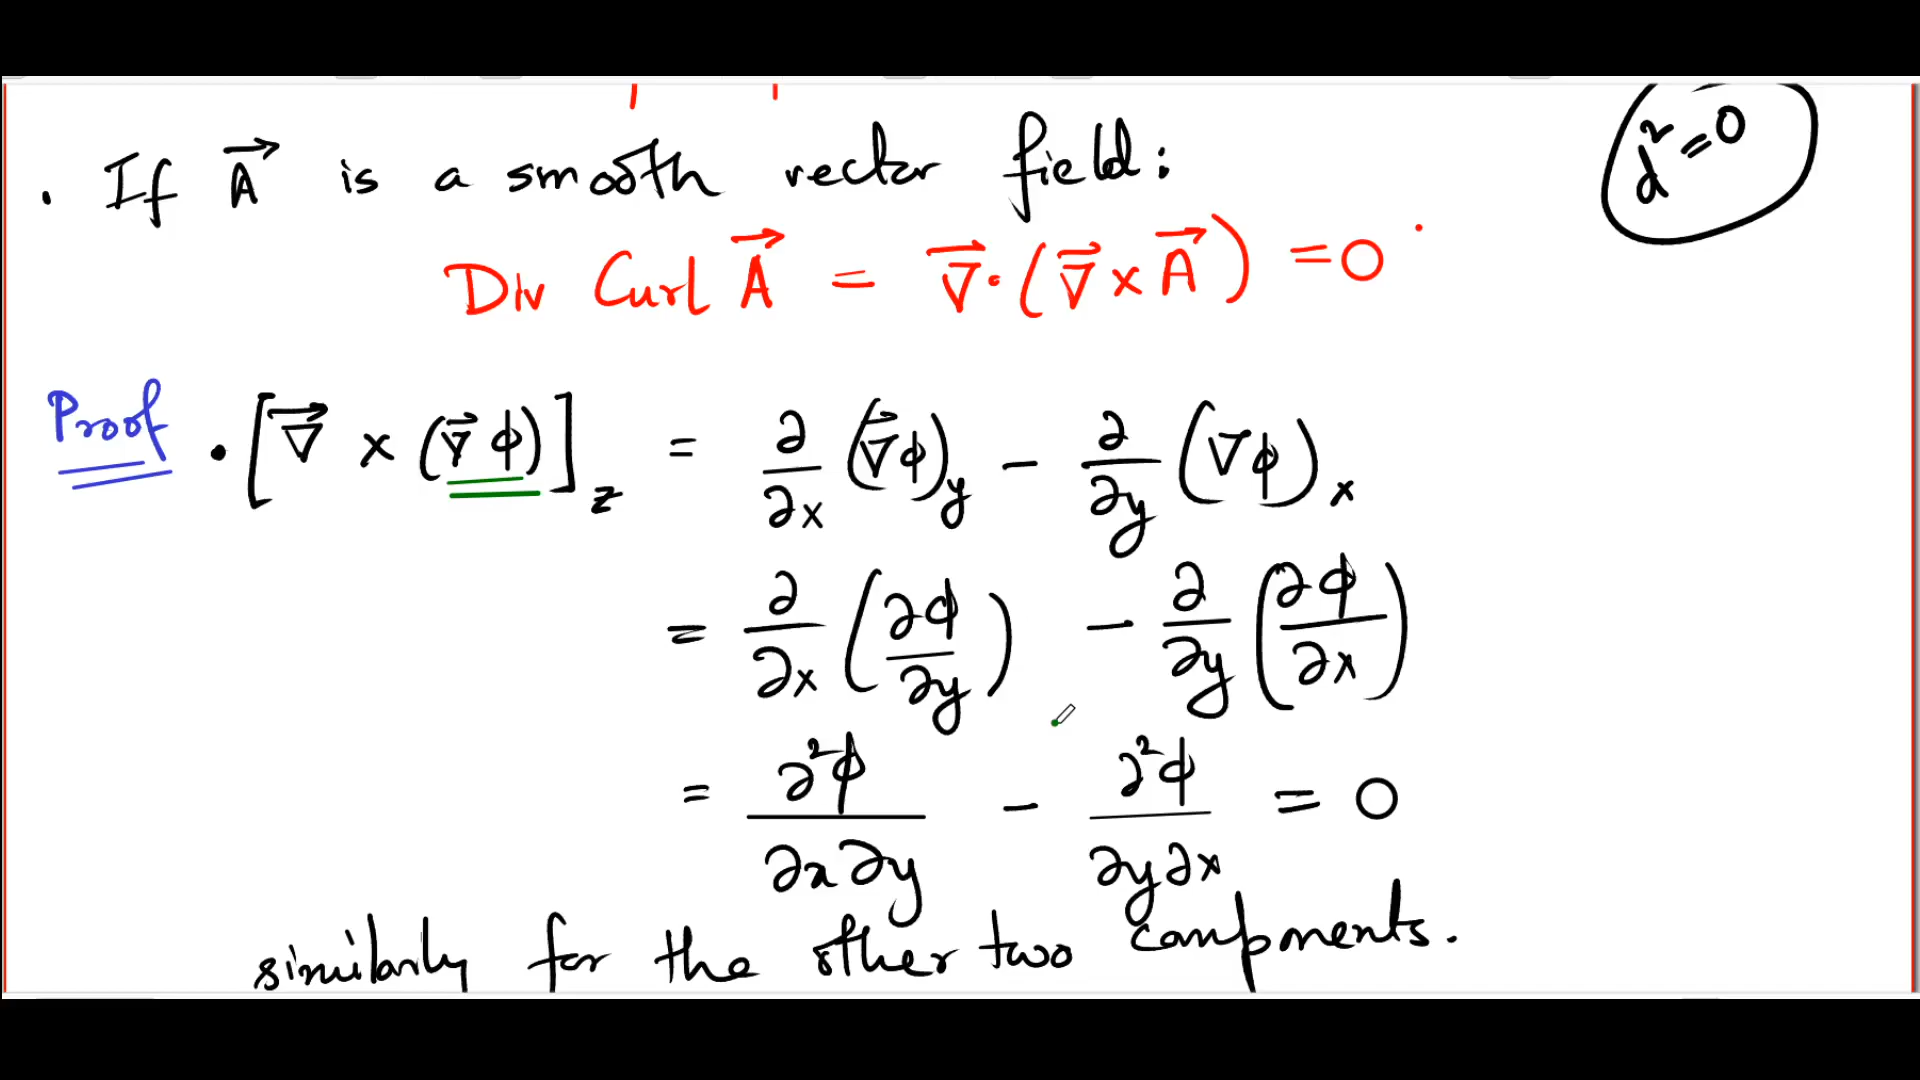 d²=0
. If A⃗ is a smooth vector field:
Div Curl A⃗ = ∇⃗·(∇⃗ × A⃗) = 0
Proof • [∇⃗ × (∇⃗ϕ)]_z = ∂/∂x (∇⃗ϕ)_y − ∂/∂y (∇ϕ)_x
= ∂/∂x (∂ϕ/∂y) − ∂/∂y (∂ϕ/∂x)
= ∂²ϕ/∂x∂y − ∂²ϕ/∂y∂x = 0
similarly for the other two components.